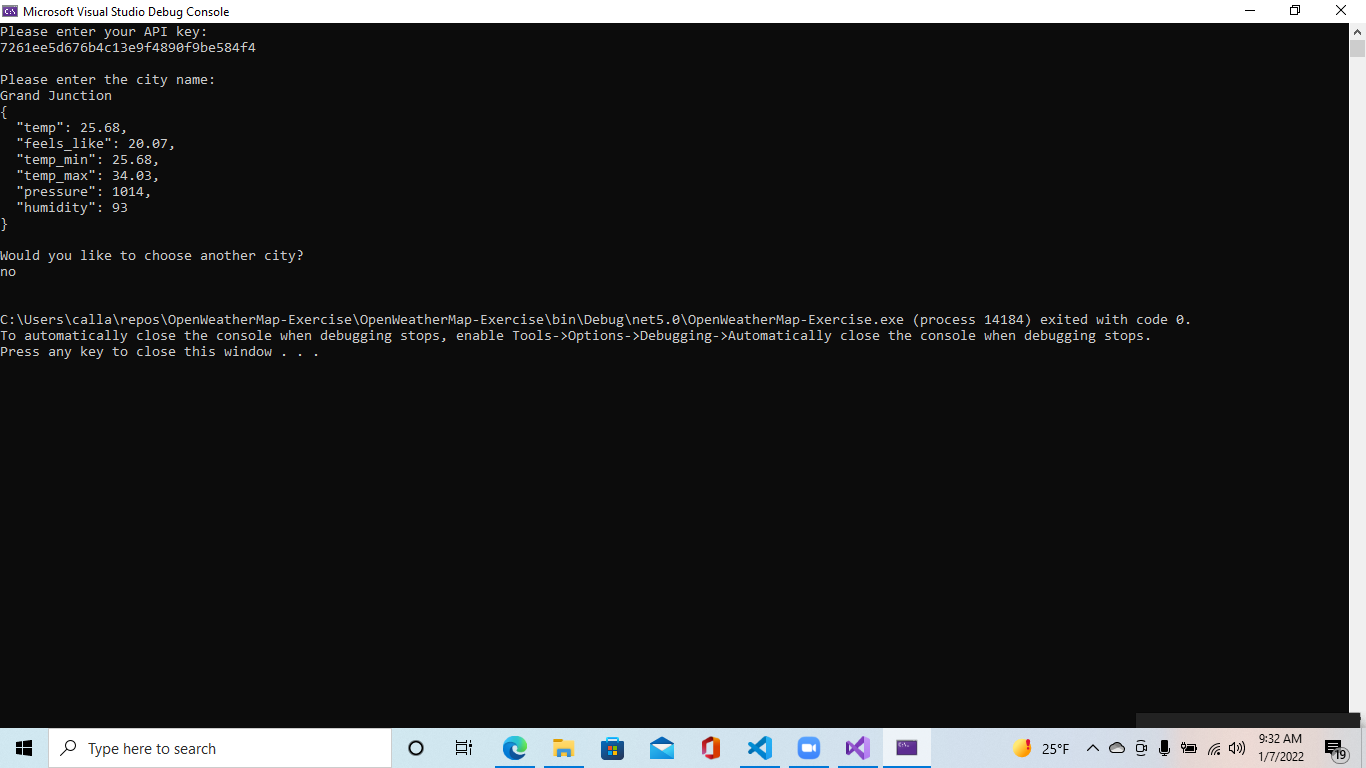 Microsoft Visual Studio Debug Console
Please enter your API key:
7261ee5d676b4c13e9f4890f9be584f4
Please enter the city name:
Grand Junction
{
"temp": 25.68,
"feels_like": 20.07,
"temp_min": 25.68,
"temp_max": 34.03,
"pressure": 1014,
"humidity": 93
}
Would you like to choose another city?
no
C:\Users\calla\repos\OpenWeatherMap-Exercise\OpenWeatherMap-Exercise\bin\Debug\net5.0\OpenWeatherMap-Exercise.exe (process 14184) exited with code 0.
To automatically close the console when debugging stops, enable Tools->Options->Debugging->Automatically close the console when debugging stops.
Press any key to close this window . . .
Type here to search
25°F
9:32 AM
1/7/2022
19